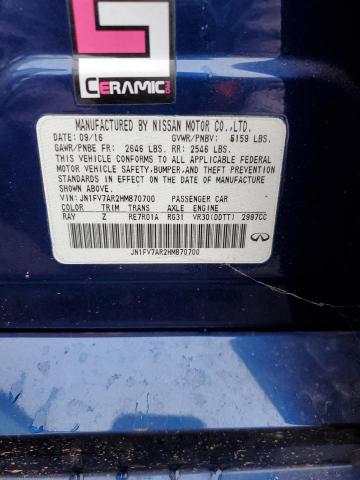 CERAMIC
MANUFACTURED BY NISSAN MOTOR CO.,LTD.
DATE: 09/16 GVWR/PNBV: 5159 LBS.
GAWR/PNBE FR: 2646 LBS. RR: 2546 LBS.
THIS VEHICLE CONFORMS TO ALL APPLICABLE FEDERAL
MOTOR VEHICLE SAFETY,BUMPER,AND THEFT PREVENTION
STANDARDS IN EFFECT ON THE DATE OF MANUFACTURE
SHOWN ABOVE.
VIN: JN1FV7AR2HM870700 PASSENGER CAR
COLOR TRIM TRANS AXLE ENGINE
RAY Z RE7R01A RG31 VR30(DDTT) 2997CC
JN1FV7AR2HM870700
INFINITI